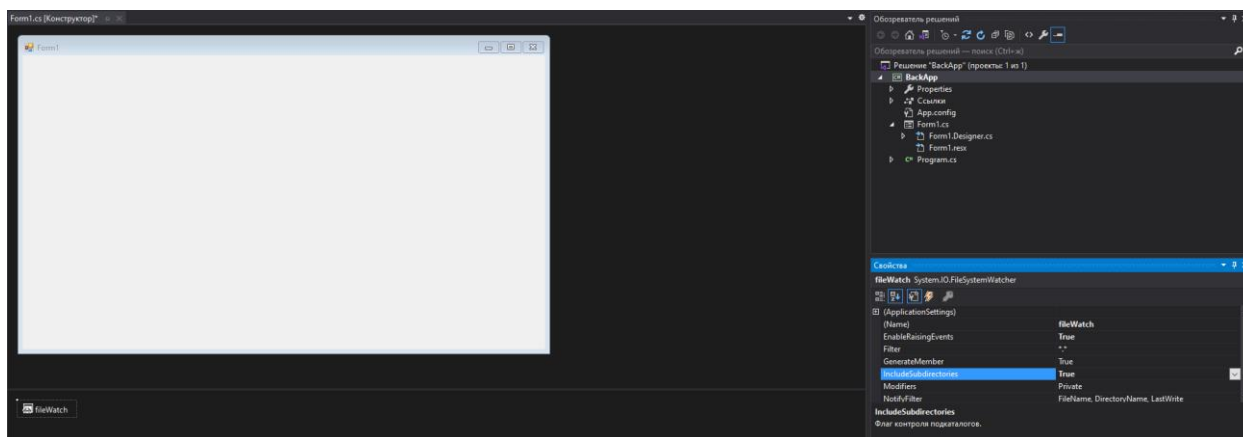 Form1.cs [Конструктор]*
Form1
fileWatch
Обозреватель решений
Обозреватель решений — поиск (Ctrl+ж)
Решение "BackApp" (проекты: 1 из 1)
BackApp
Properties
Ссылки
App.config
Form1.cs
Form1.Designer.cs
Form1.resx
C# Program.cs
Свойства
fileWatch System.IO.FileSystemWatcher
(ApplicationSettings)
(Name) fileWatch
EnableRaisingEvents True
Filter *.*
GenerateMember True
IncludeSubdirectories True
Modifiers Private
NotifyFilter FileName, DirectoryName, LastWrite
IncludeSubdirectories
Флаг контроля подкаталогов.